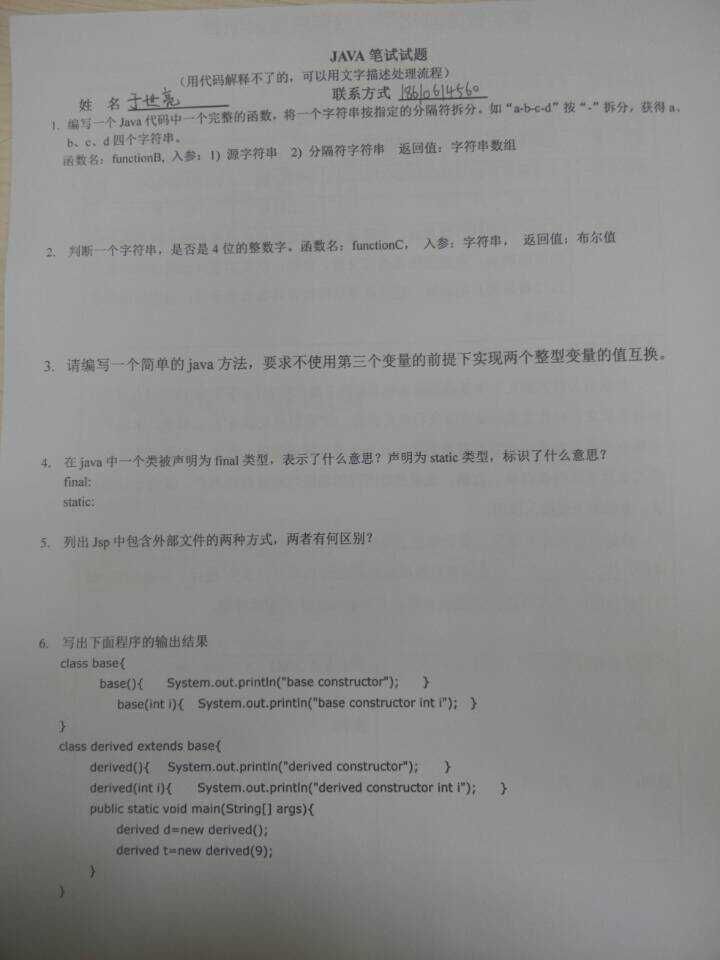 JAVA 笔试试题
（用代码解释不了的，可以用文字描述处理流程）
姓 名 于世亮 联系方式 18610614560
1. 编写一个 Java 代码中一个完整的函数，将一个字符串按指定的分隔符拆分。如“a-b-c-d”按“-”拆分，获得 a、
b、c、d 四个字符串。
函数名：functionB, 入参：1）源字符串 2）分隔符字符串 返回值：字符串数组
2. 判断一个字符串，是否是 4 位的整数字。函数名：functionC， 入参：字符串， 返回值：布尔值
3. 请编写一个简单的 java 方法，要求不使用第三个变量的前提下实现两个整型变量的值互换。
4. 在 java 中一个类被声明为 final 类型，表示了什么意思？声明为 static 类型，标识了什么意思？
final:
static:
5. 列出 Jsp 中包含外部文件的两种方式，两者有何区别？
6. 写出下面程序的输出结果
class base{
base(){ System.out.println("base constructor"); }
base(int i){ System.out.println("base constructor int i"); }
}
class derived extends base{
derived(){ System.out.println("derived constructor"); }
derived(int i){ System.out.println("derived constructor int i"); }
public static void main(String[] args){
derived d=new derived();
derived t=new derived(9);
}
}